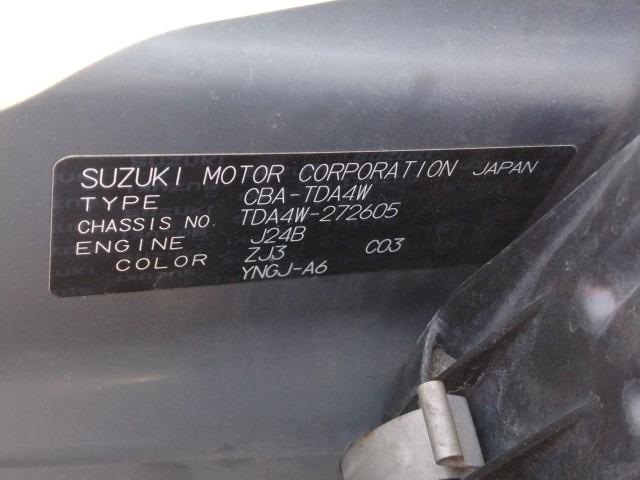 SUZUKI MOTOR CORPORATION JAPAN
TYPE CBA-TDA4W
CHASSIS NO. TDA4W-272605
ENGINE J24B
COLOR ZJ3 C03
YNGJ-A6